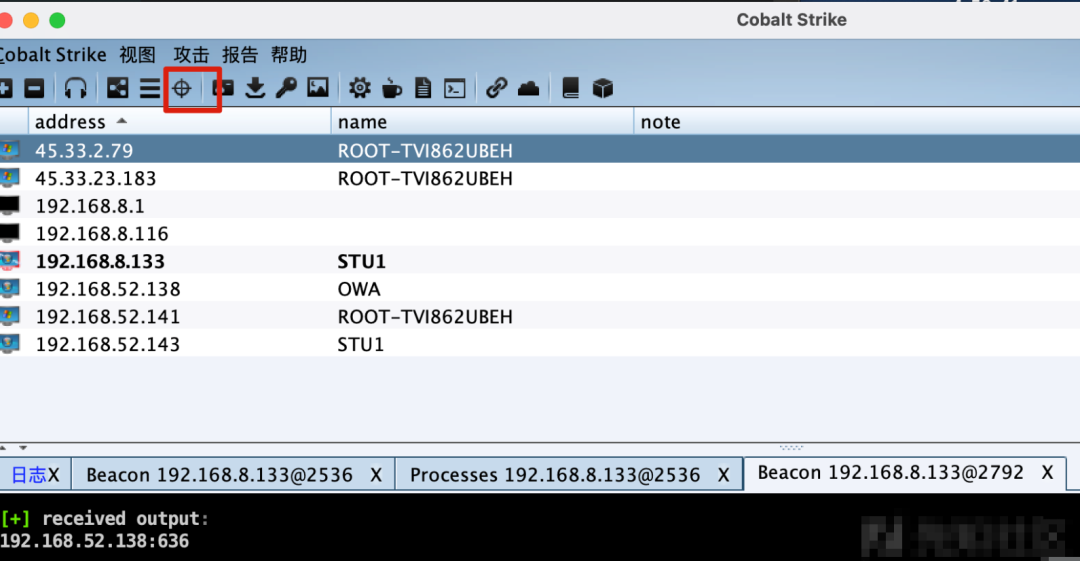 Cobalt Strike
Cobalt Strike 视图 攻击 报告 帮助
address name note
45.33.2.79 ROOT-TVI862UBEH
45.33.23.183 ROOT-TVI862UBEH
192.168.8.1
192.168.8.116
192.168.8.133 STU1
192.168.52.138 OWA
192.168.52.141 ROOT-TVI862UBEH
192.168.52.143 STU1
日志X Beacon 192.168.8.133@2536 X Processes 192.168.8.133@2536 X Beacon 192.168.8.133@2792 X
[+] received output:
192.168.52.138:636